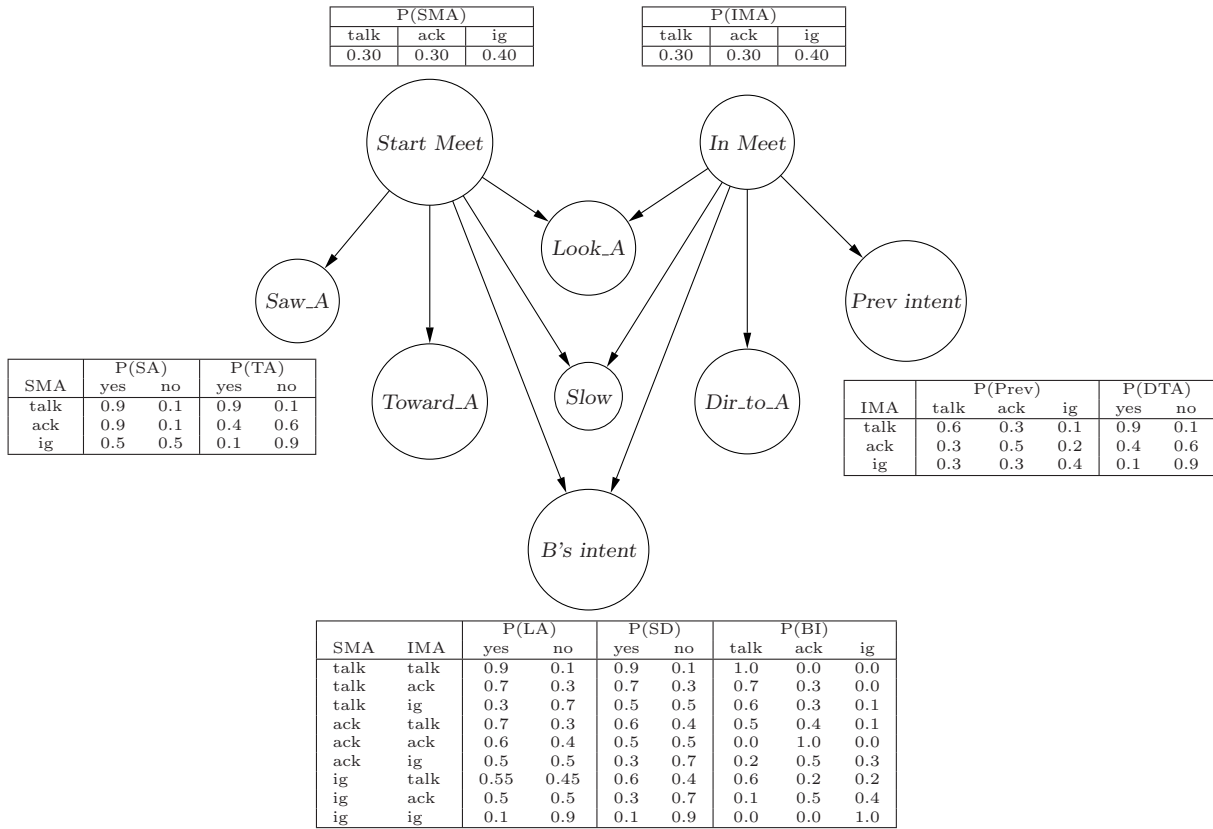 P(SMA) P(IMA)
talk ack ig talk ack ig
0.30 0.30 0.40 0.30 0.30 0.40
Start Meet In Meet
Look_A
Saw_A Prev intent
Toward_A Slow Dir_to_A
P(SA) P(TA)
SMA yes no yes no
talk 0.9 0.1 0.9 0.1
ack 0.9 0.1 0.4 0.6
ig 0.5 0.5 0.1 0.9
P(Prev) P(DTA)
IMA talk ack ig yes no
talk 0.6 0.3 0.1 0.9 0.1
ack 0.3 0.5 0.2 0.4 0.6
ig 0.3 0.3 0.4 0.1 0.9
B's intent
P(LA) P(SD) P(BI)
SMA IMA yes no yes no talk ack ig
talk talk 0.9 0.1 0.9 0.1 1.0 0.0 0.0
talk ack 0.7 0.3 0.7 0.3 0.7 0.3 0.0
talk ig 0.3 0.7 0.5 0.5 0.6 0.3 0.1
ack talk 0.7 0.3 0.6 0.4 0.5 0.4 0.1
ack ack 0.6 0.4 0.5 0.5 0.0 1.0 0.0
ack ig 0.5 0.5 0.3 0.7 0.2 0.5 0.3
ig talk 0.55 0.45 0.6 0.4 0.6 0.2 0.2
ig ack 0.5 0.5 0.3 0.7 0.1 0.5 0.4
ig ig 0.1 0.9 0.1 0.9 0.0 0.0 1.0